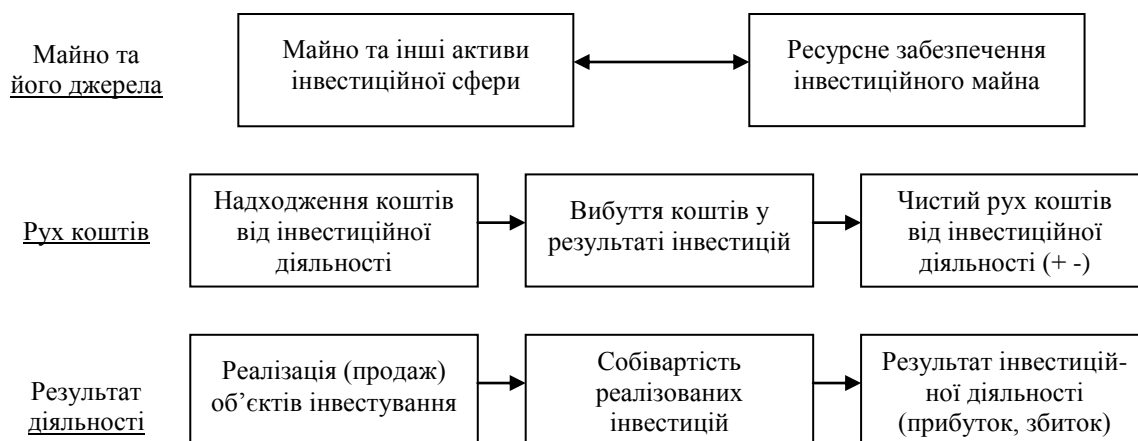 Майно та
його джерела
Майно та інші активи
інвестиційної сфери
Ресурсне забезпечення
інвестиційного майна
Рух коштів
Надходження коштів
від інвестиційної
діяльності
Вибуття коштів у
результаті інвестицій
Чистий рух коштів
від інвестиційної
діяльності (+ -)
Результат
діяльності
Реалізація (продаж)
об’єктів інвестування
Собівартість
реалізованих
інвестицій
Результат інвестицій-
ної діяльності
(прибуток, збиток)